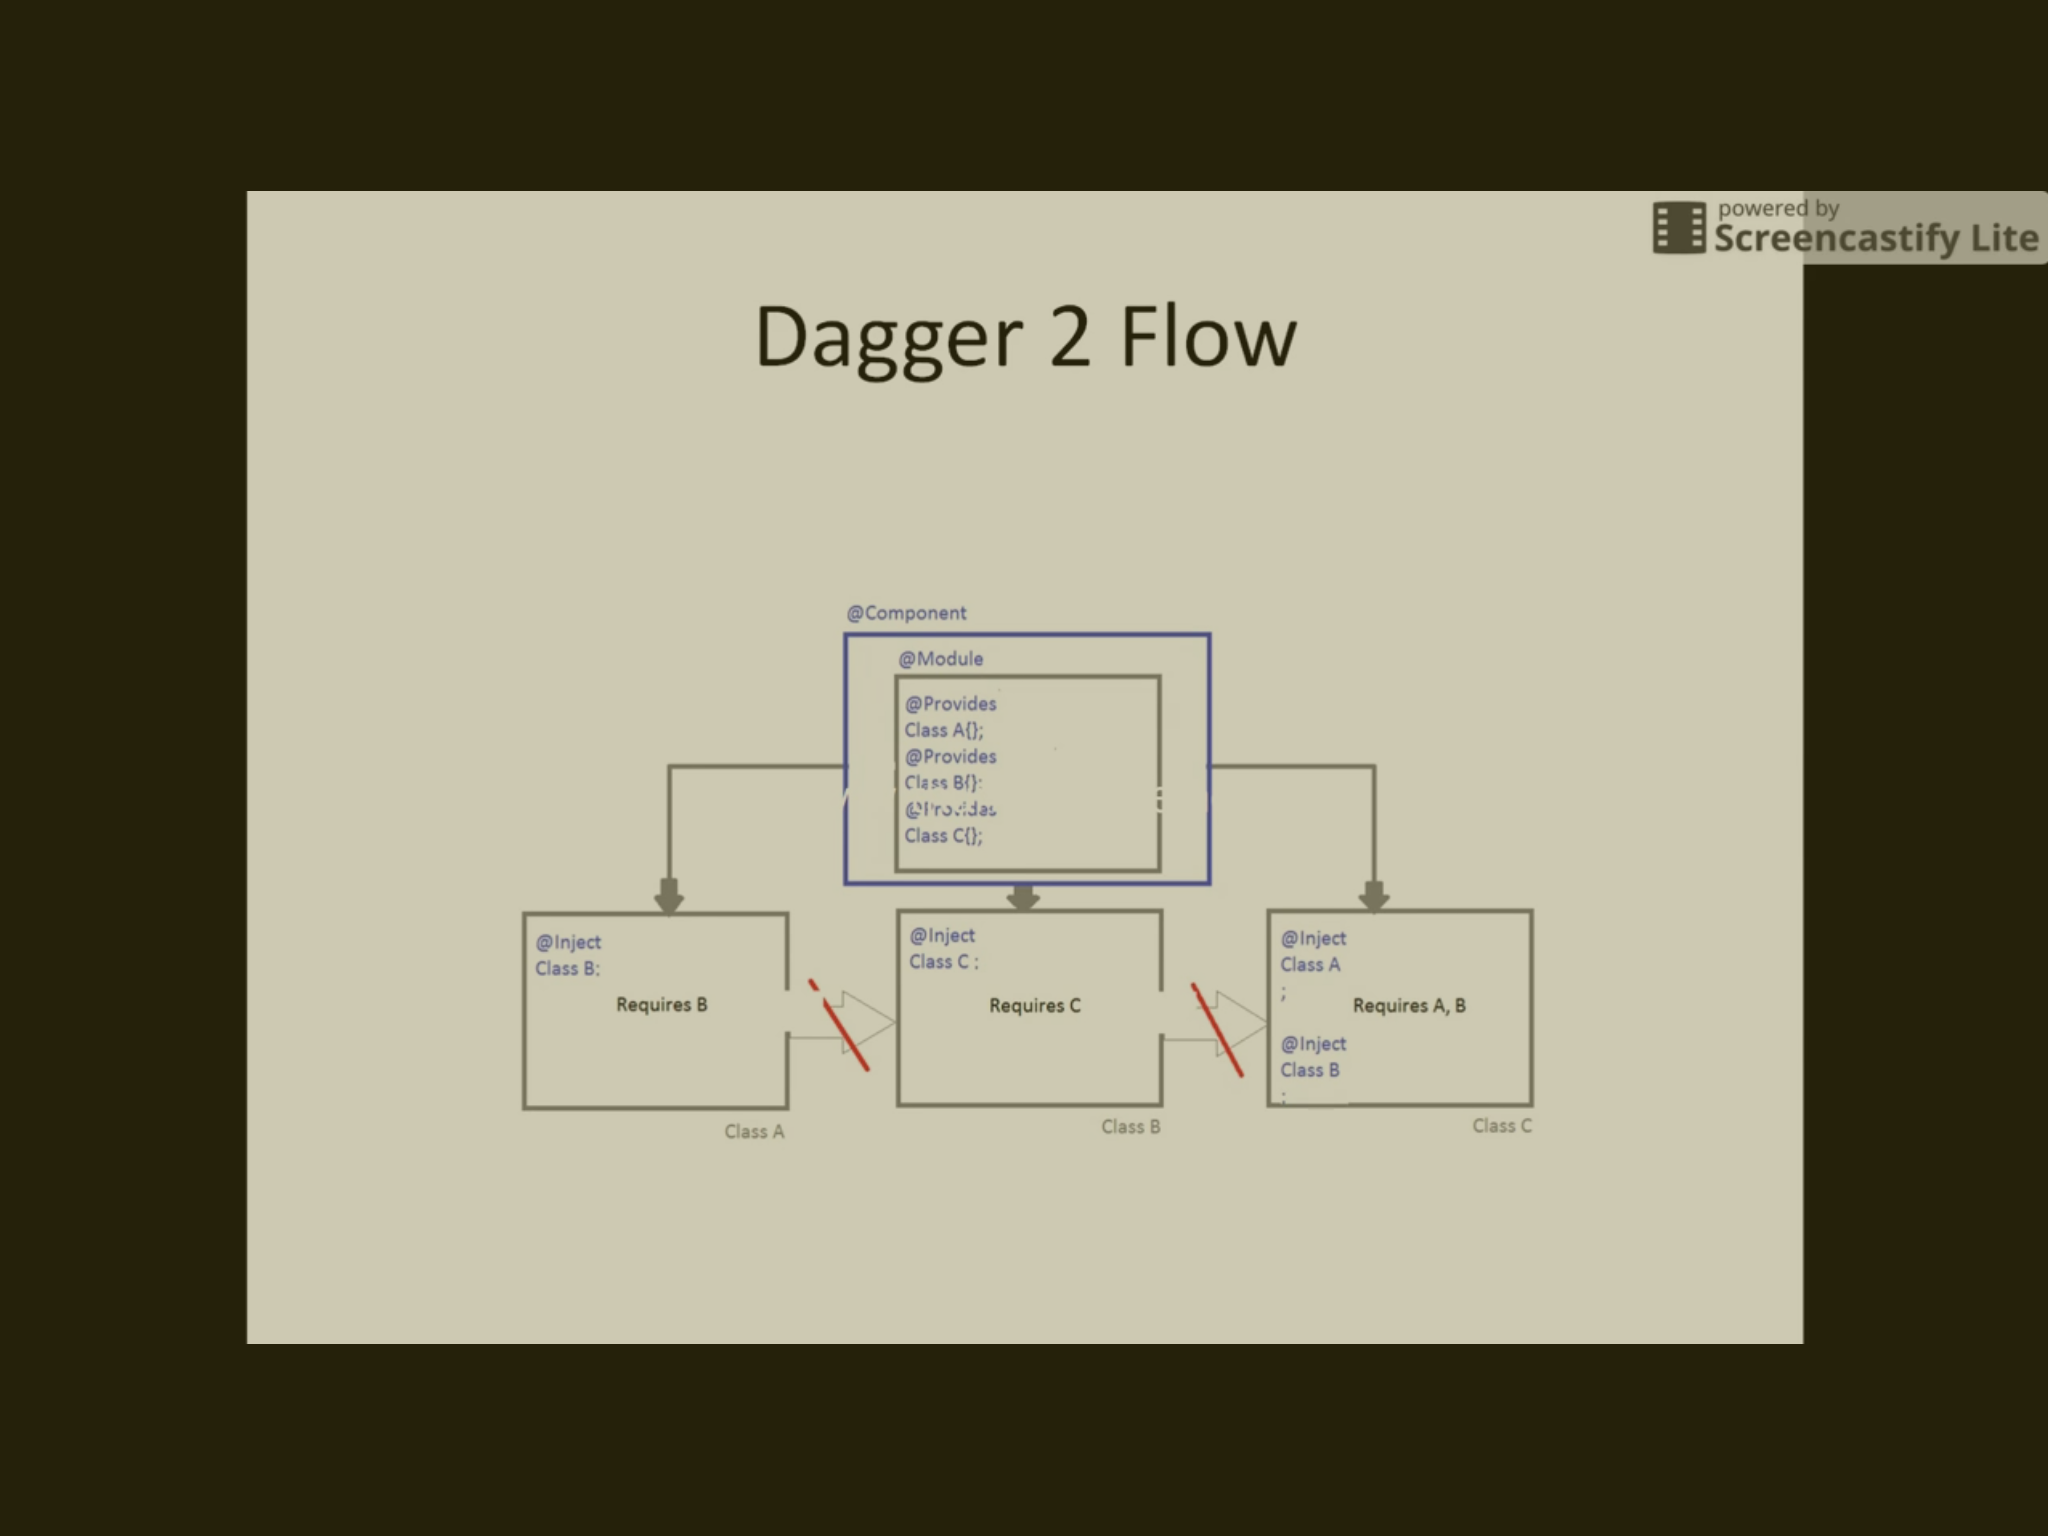 powered by
Screencastify Lite
Dagger 2 Flow
@Component
@Module
@Provides
Class A{};
@Provides
Class B{};
@Provides
Class C{};
@Inject
Class B;
Requires B
Class A
@Inject
Class C ;
Requires C
Class B
@Inject
Class A
;
Requires A, B
@Inject
Class B
;
Class C